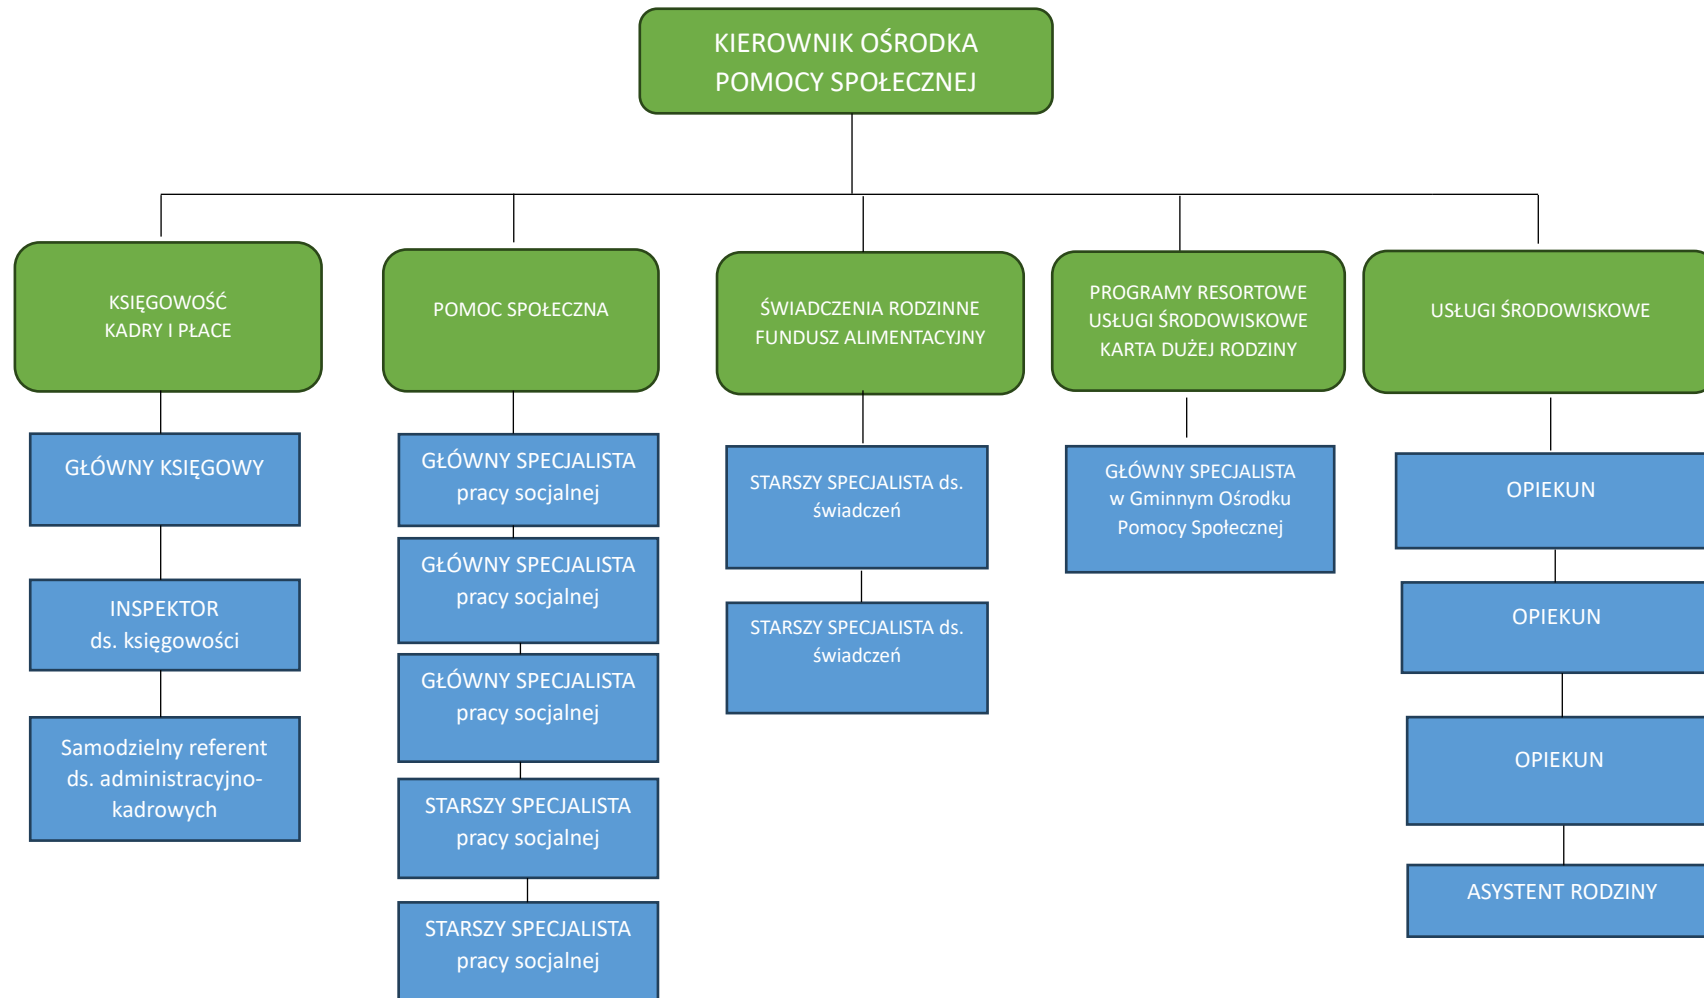 KIEROWNIK OŚRODKA
POMOCY SPOŁECZNEJ
KSIĘGOWOŚĆ
KADRY I PŁACE
GŁÓWNY KSIĘGOWY
INSPEKTOR
ds. księgowości
Samodzielny referent
ds. administracyjno-
kadrowych
POMOC SPOŁECZNA
GŁÓWNY SPECJALISTA
pracy socjalnej
GŁÓWNY SPECJALISTA
pracy socjalnej
GŁÓWNY SPECJALISTA
pracy socjalnej
STARSZY SPECJALISTA
pracy socjalnej
STARSZY SPECJALISTA
pracy socjalnej
ŚWIADCZENIA RODZINNE
FUNDUSZ ALIMENTACYJNY
STARSZY SPECJALISTA ds.
świadczeń
STARSZY SPECJALISTA ds.
świadczeń
PROGRAMY RESORTOWE
USŁUGI ŚRODOWISKOWE
KARTA DUŻEJ RODZINY
GŁÓWNY SPECJALISTA
w Gminnym Ośrodku
Pomocy Społecznej
USŁUGI ŚRODOWISKOWE
OPIEKUN
OPIEKUN
OPIEKUN
ASYSTENT RODZINY